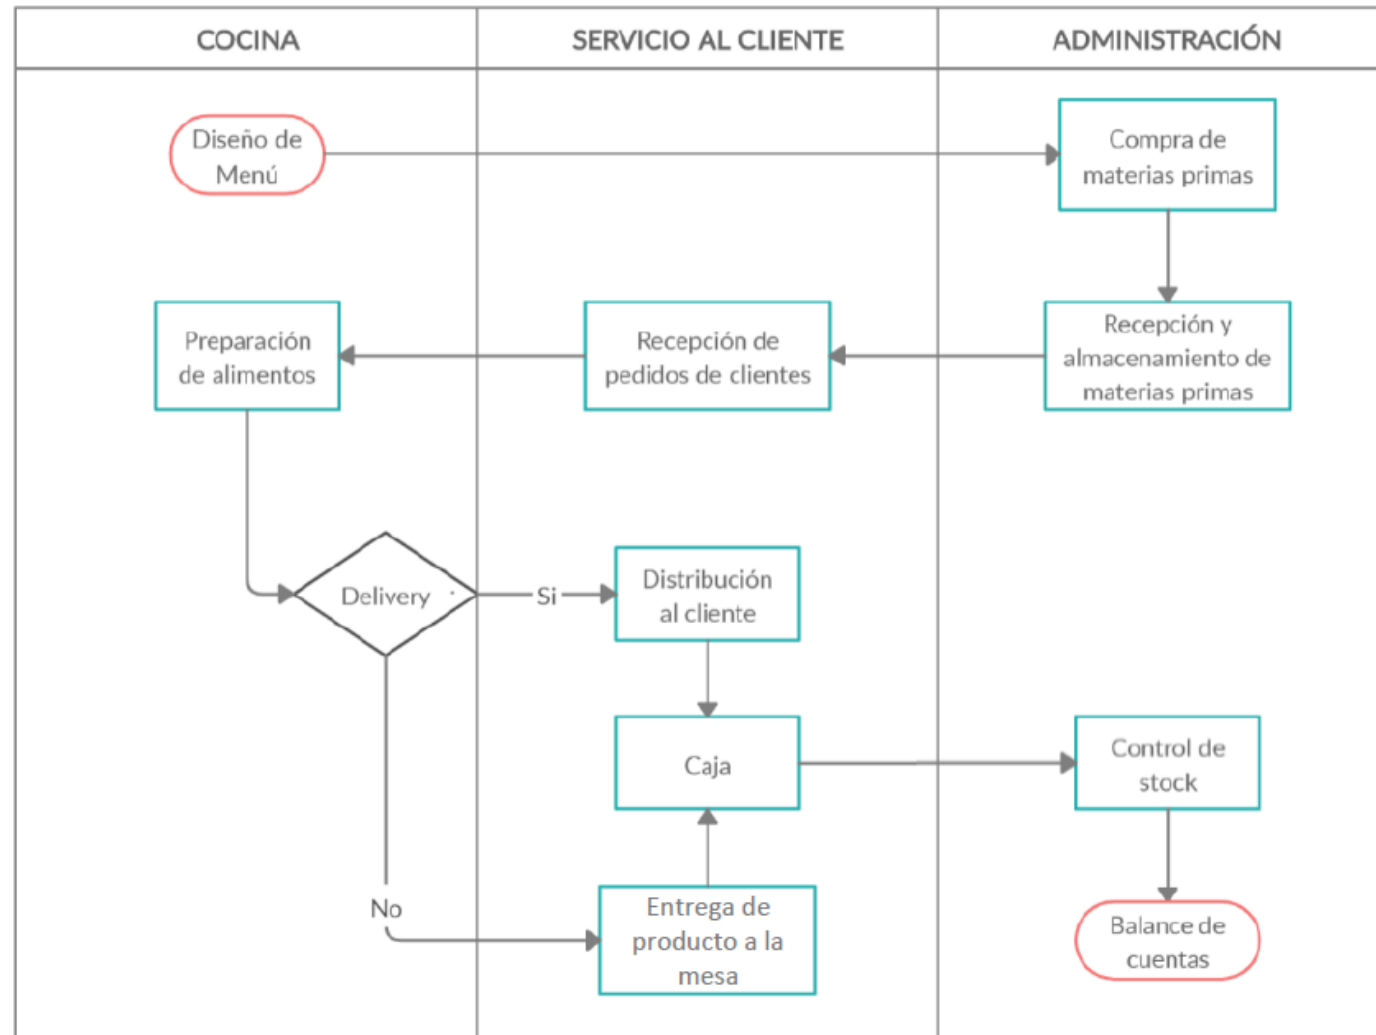 COCINA
SERVICIO AL CLIENTE
ADMINISTRACIÓN
Diseño de
Menú
Compra de
materias primas
Preparación
de alimentos
Recepción de
pedidos de clientes
Recepción y
almacenamiento de
materias primas
Delivery
Si
Distribución
al cliente
Caja
Control de
stock
No
Entrega de
producto a la
mesa
Balance de
cuentas